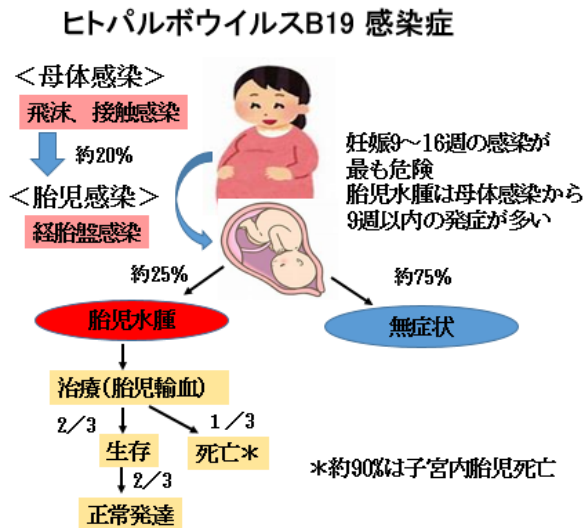 ヒトパルボウイルスB19 感染症
＜母体感染＞
飛沫、接触感染
約20%
＜胎児感染＞
経胎盤感染
妊娠9～16週の感染が
最も危険
胎児水腫は母体感染から
9週以内の発症が多い
約25%
約75%
胎児水腫
無症状
治療(胎児輸血)
2／3
1／3
生存
死亡＊
2／3
正常発達
＊約90%は子宮内胎児死亡